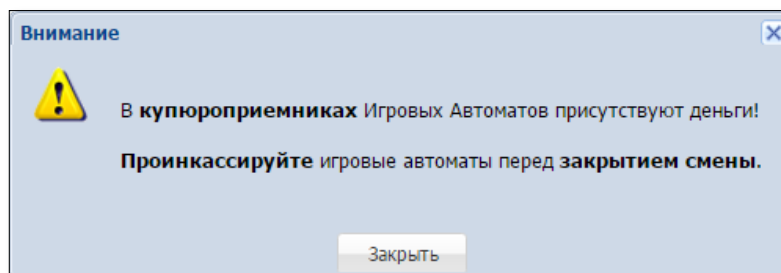 Внимание
В купюроприемниках Игровых Автоматов присутствуют деньги!
Проинкассируйте игровые автоматы перед закрытием смены.
Закрыть